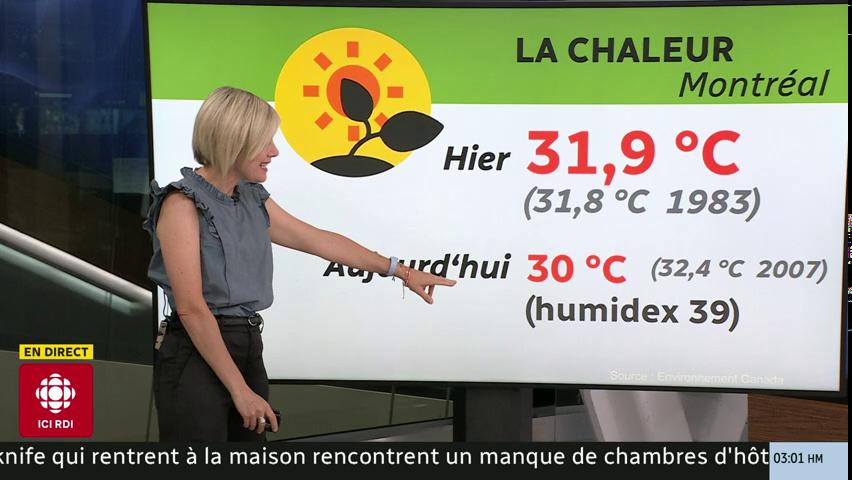 LA CHALEUR
Montréal
Hier 31,9 °C
(31,8 °C 1983)
Aujourd'hui 30 °C (32,4 °C 2007)
(humidex 39)
Source : Environnement Canada
EN DIRECT
ICI RDI
knife qui rentrent à la maison rencontrent un manque de chambres d'hôt
03:01 HM